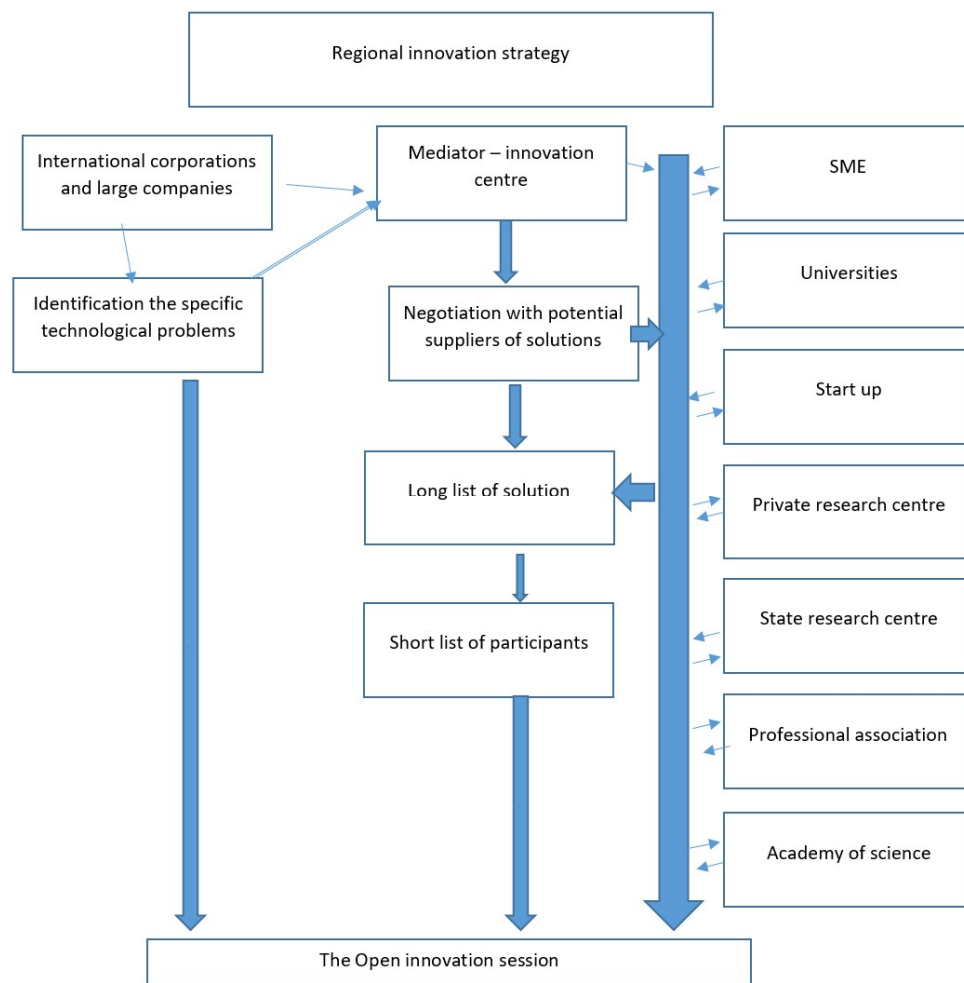 Regional innovation strategy
International corporations
and large companies
Mediator – innovation
centre
SME
Identification the specific
technological problems
Negotiation with potential
suppliers of solutions
Universities
Start up
Long list of solution
Private research centre
Short list of participants
State research centre
Professional association
Academy of science
The Open innovation session